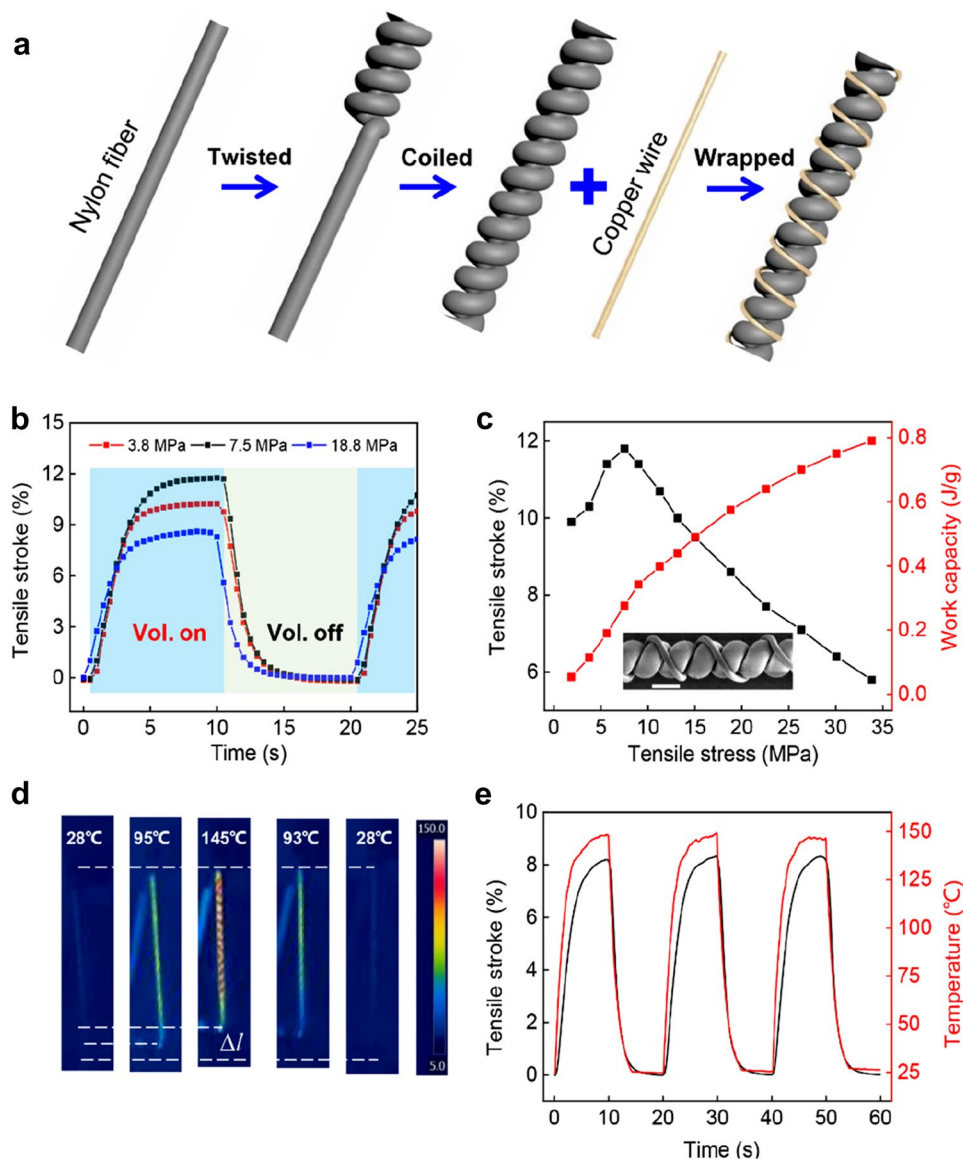 a
Nylon fiber
Twisted
Coiled
Copper wire
Wrapped
b
Tensile stroke (%)
15
12
9
6
3
0
3.8 MPa 7.5 MPa 18.8 MPa
Vol. on
Vol. off
0 5 10 15 20 25
Time (s)
c
Tensile stroke (%)
12
10
8
6
0.8
0.6
0.4
0.2
0.0
Work capacity (J/g)
0 5 10 15 20 25 30 35
Tensile stress (MPa)
d
28℃ 95℃ 145℃ 93℃ 28℃
150.0
Δl
5.0
e
Tensile stroke (%)
10
8
6
4
2
0
150
125
100
75
50
25
Temperature (℃)
0 10 20 30 40 50 60
Time (s)